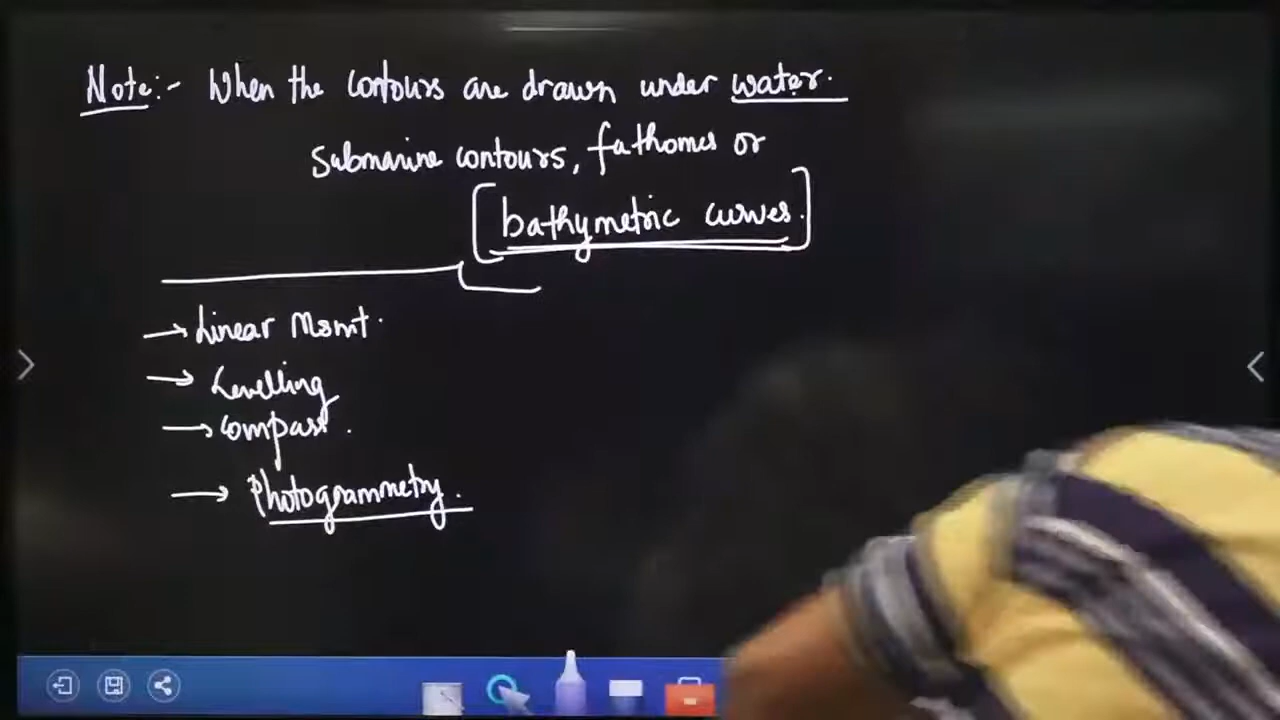 Note:- When the contours are drawn under water.
Submarine contours, fathomes or
[bathymetric curves.]
→ Linear Msmt.
→ Levelling
→ Compass.
→ Photogrammetry.